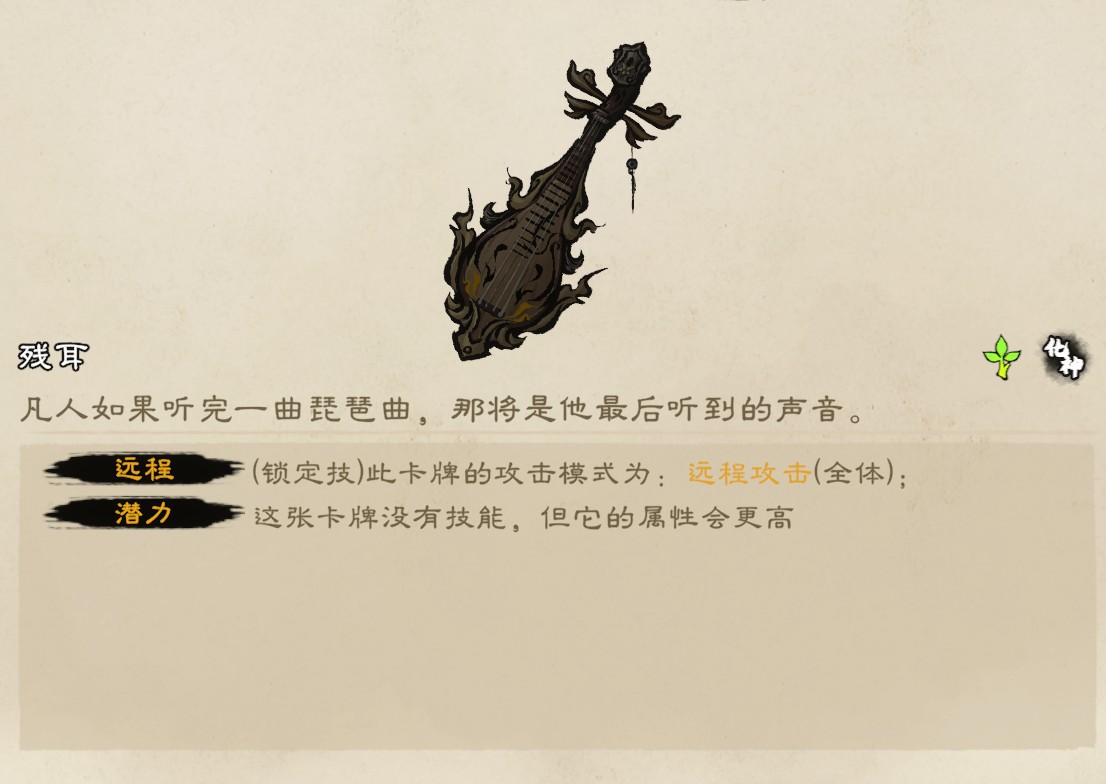 残耳
化神
凡人如果听完一曲琵琶曲，那将是他最后听到的声音。
远程 (锁定技)此卡牌的攻击模式为：远程攻击(全体)；
潜力 这张卡牌没有技能，但它的属性会更高